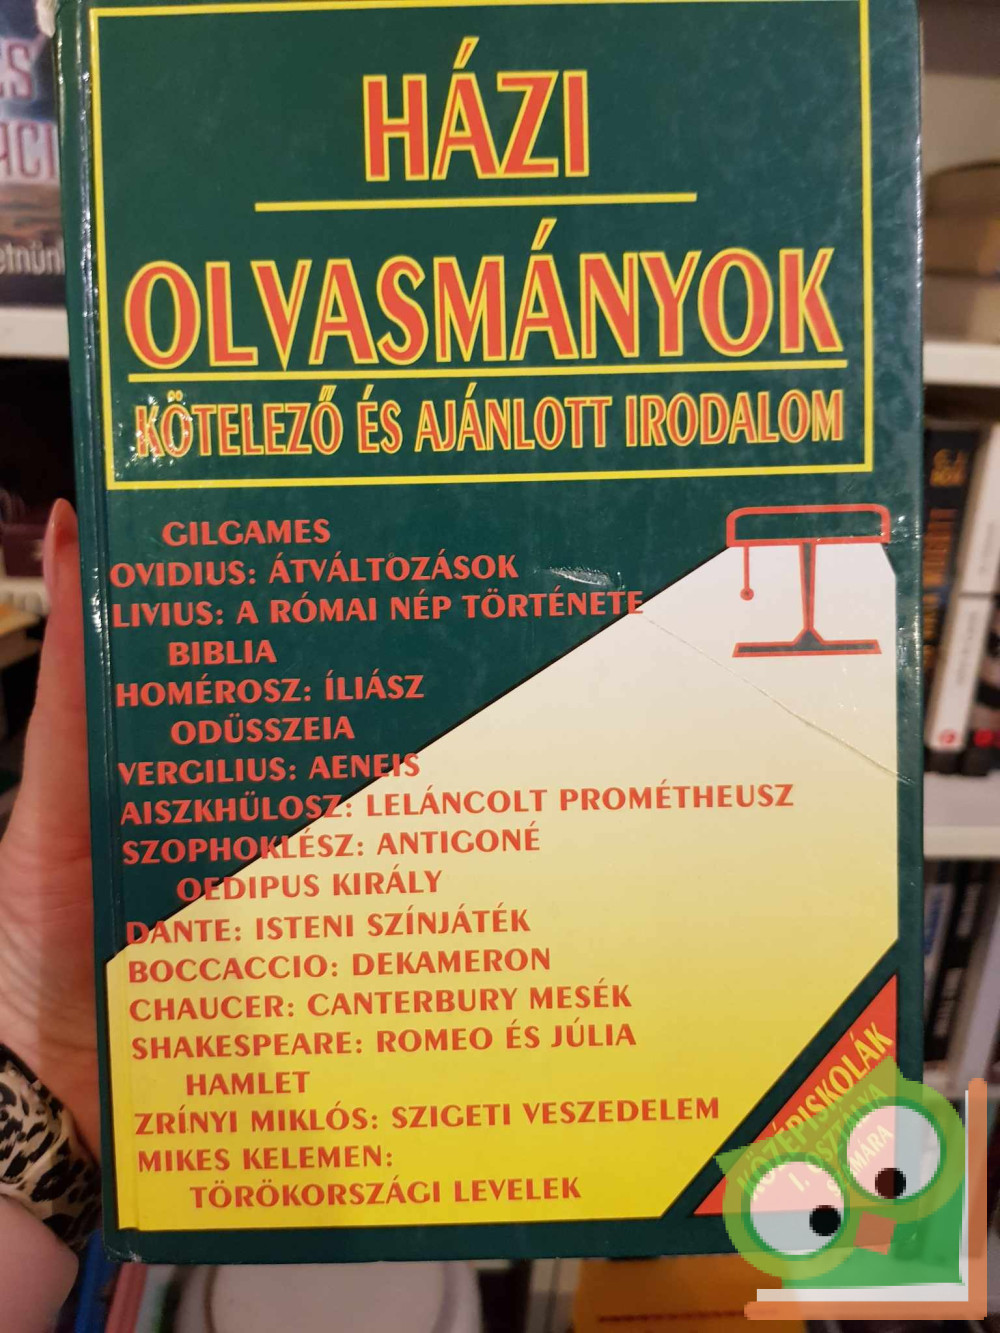 HÁZI
OLVASMÁNYOK
KÖTELEZŐ ÉS AJÁNLOTT IRODALOM
GILGAMES
OVIDIUS: ÁTVÁLTOZÁSOK
LIVIUS: A RÓMAI NÉP TÖRTÉNETE
BIBLIA
HOMÉROSZ: ÍLIÁSZ
ODÜSSZEIA
VERGILIUS: AENEIS
AISZKHÜLOSZ: LELÁNCOLT PROMÉTHEUSZ
SZOPHOKLÉSZ: ANTIGONÉ
OEDIPUS KIRÁLY
DANTE: ISTENI SZÍNJÁTÉK
BOCCACCIO: DEKAMERON
CHAUCER: CANTERBURY MESÉK
SHAKESPEARE: ROMEO ÉS JÚLIA
HAMLET
ZRÍNYI MIKLÓS: SZIGETI VESZEDELEM
MIKES KELEMEN:
TÖRÖKORSZÁGI LEVELEK
KÖZÉPISKOLÁK
I. OSZTÁLYA
SZÁMÁRA